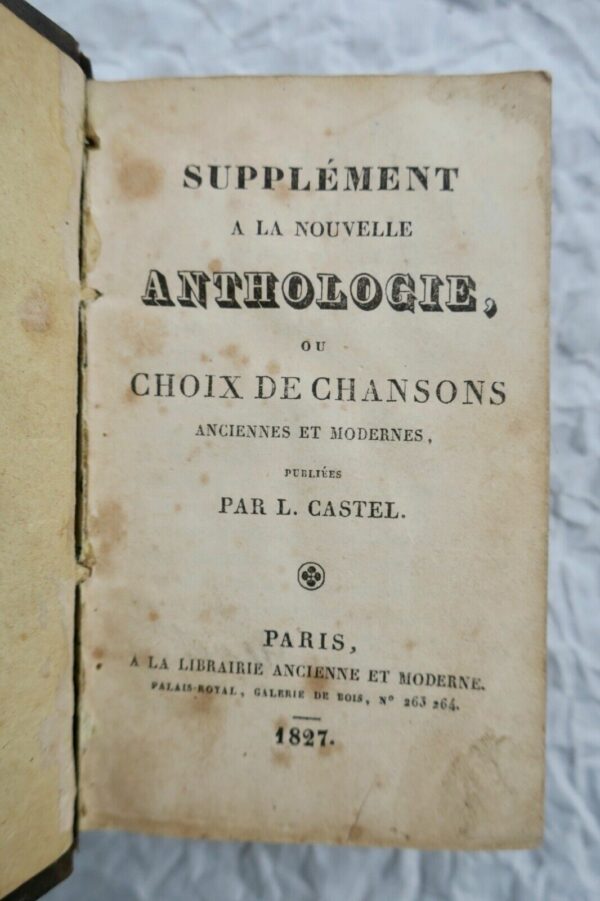 SUPPLÉMENT
A LA NOUVELLE
ANTHOLOGIE,
OU
CHOIX DE CHANSONS
ANCIENNES ET MODERNES,
PUBLIÉES
PAR L. CASTEL.
PARIS,
A LA LIBRAIRIE ANCIENNE ET MODERNE.
PALAIS-ROYAL, GALERIE DE BOIS, N° 263 264.
1827.